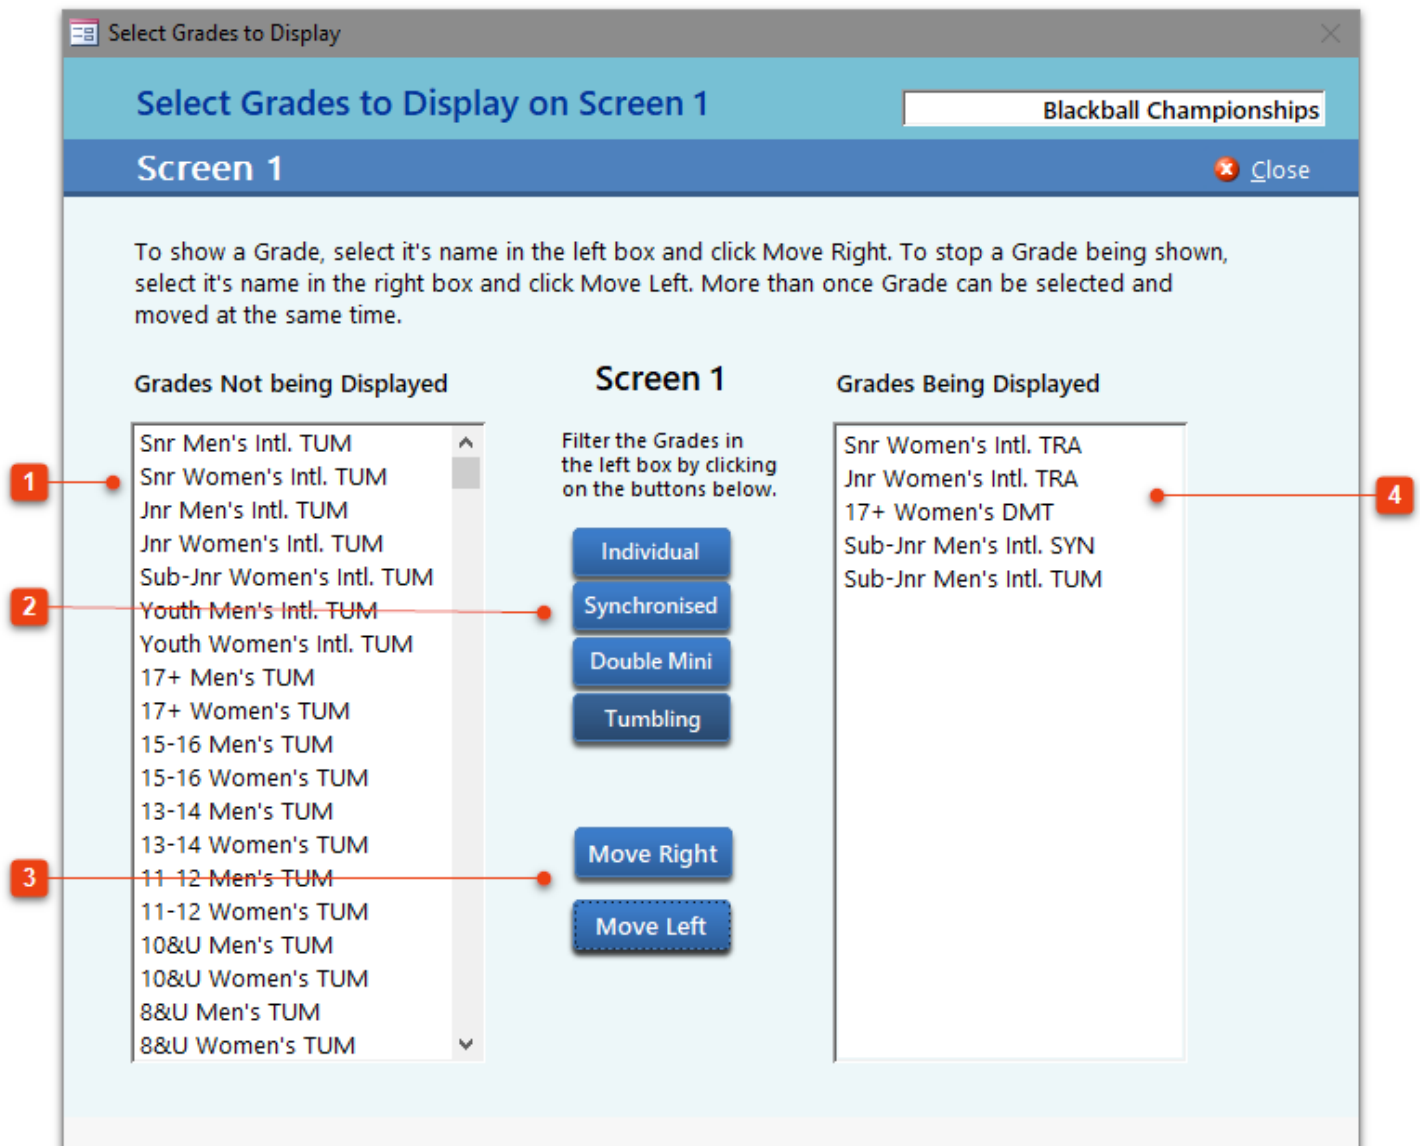 Select Grades to Display
Select Grades to Display on Screen 1
Blackball Championships
Screen 1
Close
To show a Grade, select it's name in the left box and click Move Right. To stop a Grade being shown,
select it's name in the right box and click Move Left. More than once Grade can be selected and
moved at the same time.
Grades Not being Displayed
Snr Men's Intl. TUM
Snr Women's Intl. TUM
Jnr Men's Intl. TUM
Jnr Women's Intl. TUM
Sub-Jnr Women's Intl. TUM
Youth Men's Intl. TUM
Youth Women's Intl. TUM
17+ Men's TUM
17+ Women's TUM
15-16 Men's TUM
15-16 Women's TUM
13-14 Men's TUM
13-14 Women's TUM
11-12 Men's TUM
11-12 Women's TUM
10&U Men's TUM
10&U Women's TUM
8&U Men's TUM
8&U Women's TUM
1
2
3
Screen 1
Filter the Grades in
the left box by clicking
on the buttons below.
Individual
Synchronised
Double Mini
Tumbling
Move Right
Move Left
Grades Being Displayed
Snr Women's Intl. TRA
Jnr Women's Intl. TRA
17+ Women's DMT
Sub-Jnr Men's Intl. SYN
Sub-Jnr Men's Intl. TUM
4